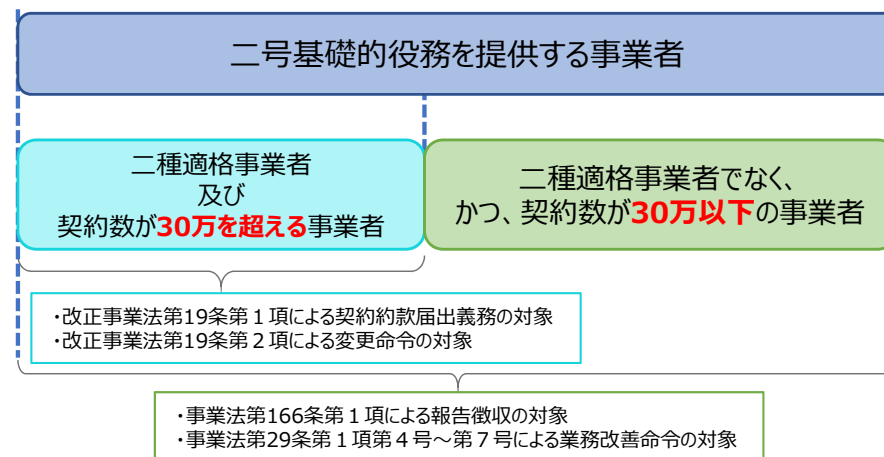 二号基礎的役務を提供する事業者
二種適格事業者
及び
契約数が30万を超える事業者
二種適格事業者でなく、
かつ、契約数が30万以下の事業者
・改正事業法第19条第１項による契約約款届出義務の対象
・改正事業法第19条第２項による変更命令の対象
・事業法第166条第１項による報告徴収の対象
・事業法第29条第１項第４号～第７号による業務改善命令の対象